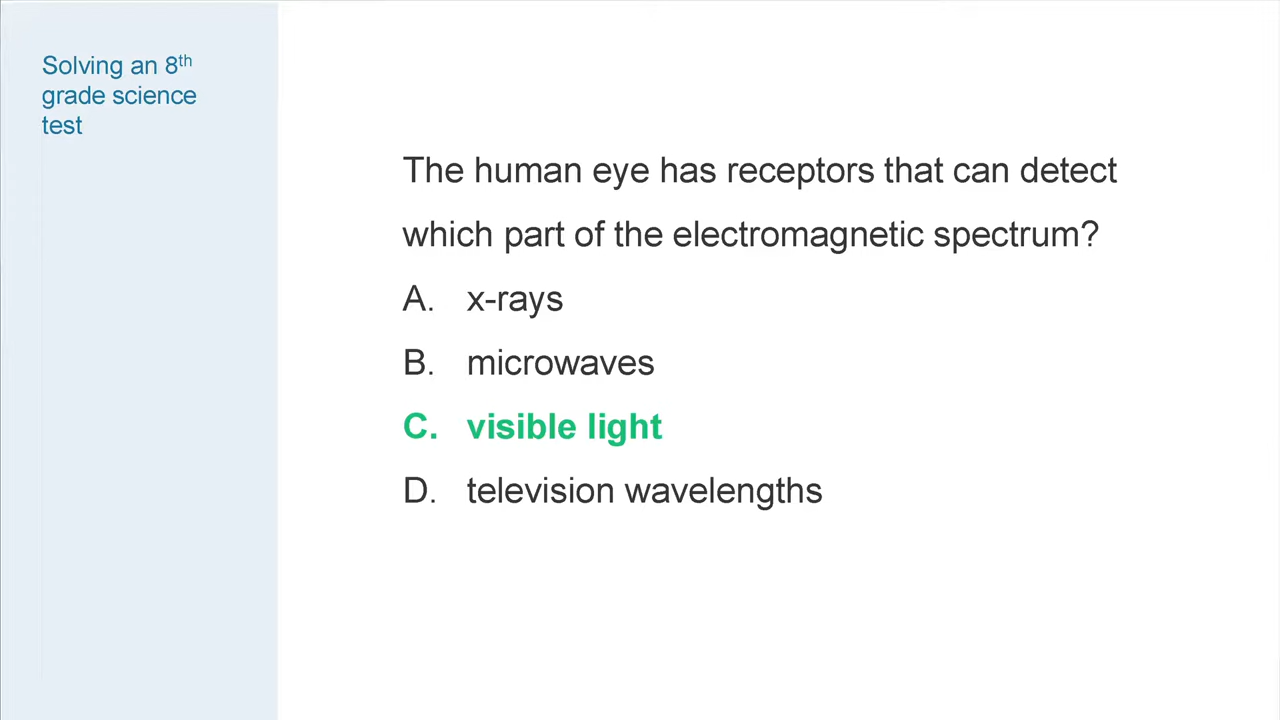 Solving an 8th
grade science
test
The human eye has receptors that can detect
which part of the electromagnetic spectrum?
A. x-rays
B. microwaves
C. visible light
D. television wavelengths